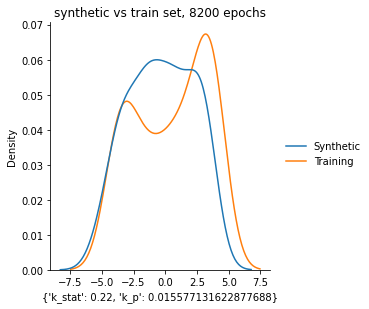 synthetic vs train set, 8200 epochs
0.07
0.06
0.05
0.04
0.03
0.02
0.01
0.00
Density
Synthetic
Training
−7.5 −5.0 −2.5 0.0 2.5 5.0 7.5
{'k_stat': 0.22, 'k_p': 0.015577131622877688}